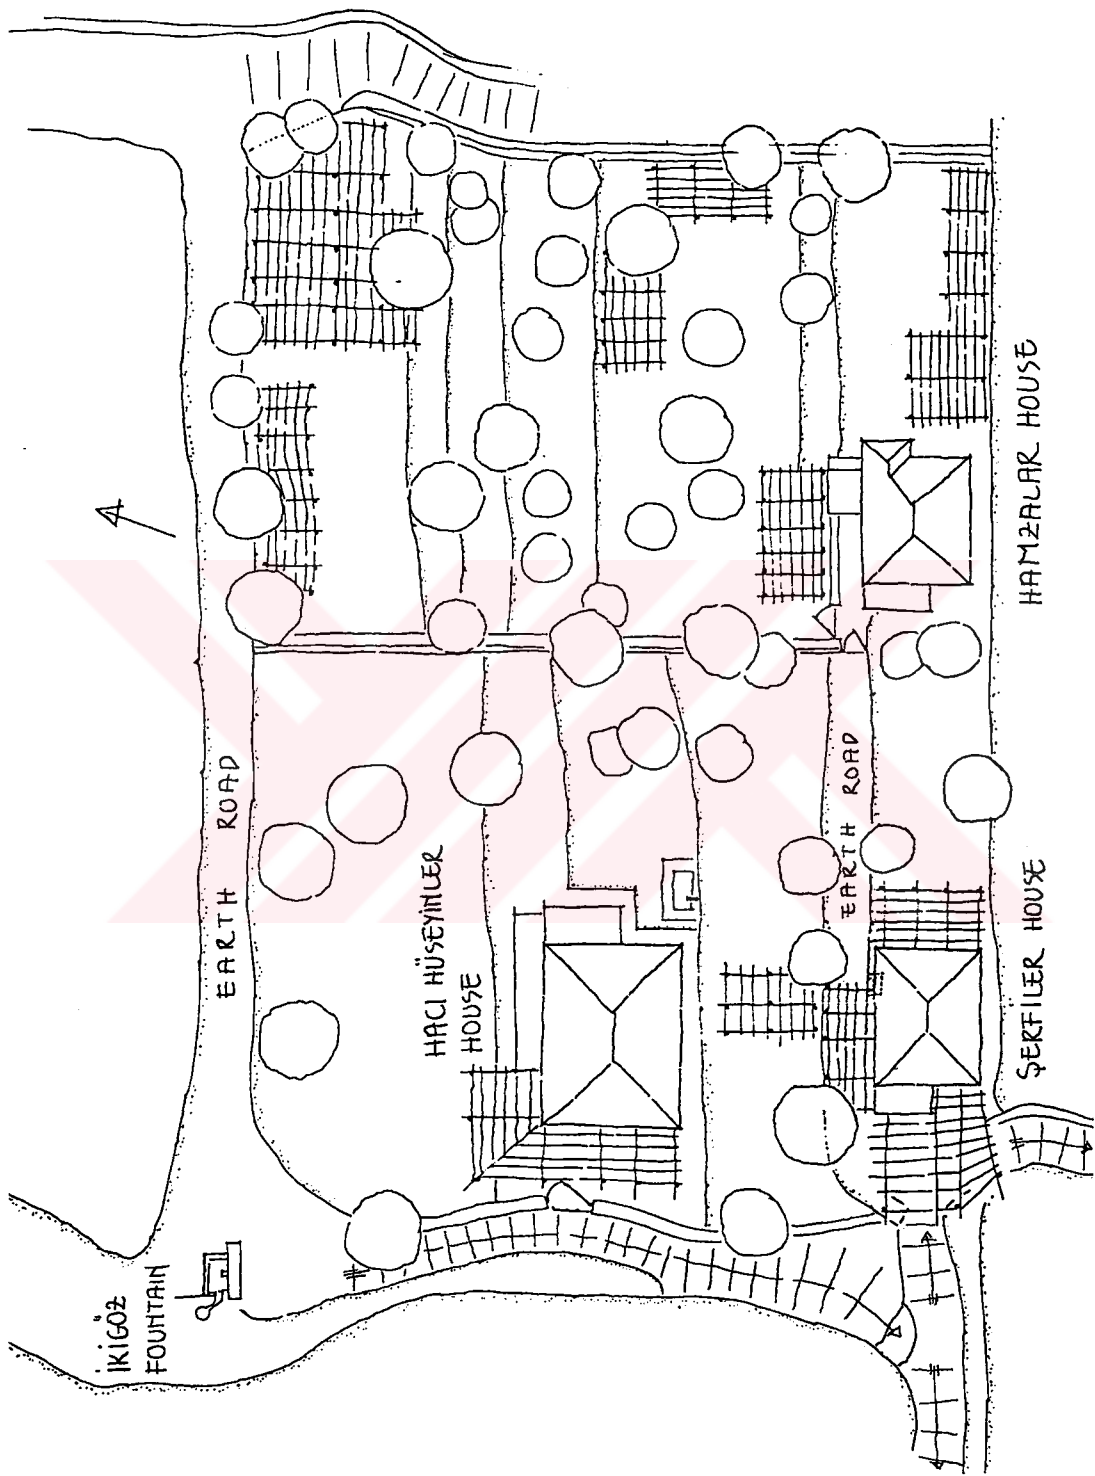 İKİGÖZ
FOUNTAIN
EARTH ROAD
HACI HÜSEYİNLER
HOUSE
EARTH ROAD
ŞERFİLER HOUSE
HAMZALAR HOUSE